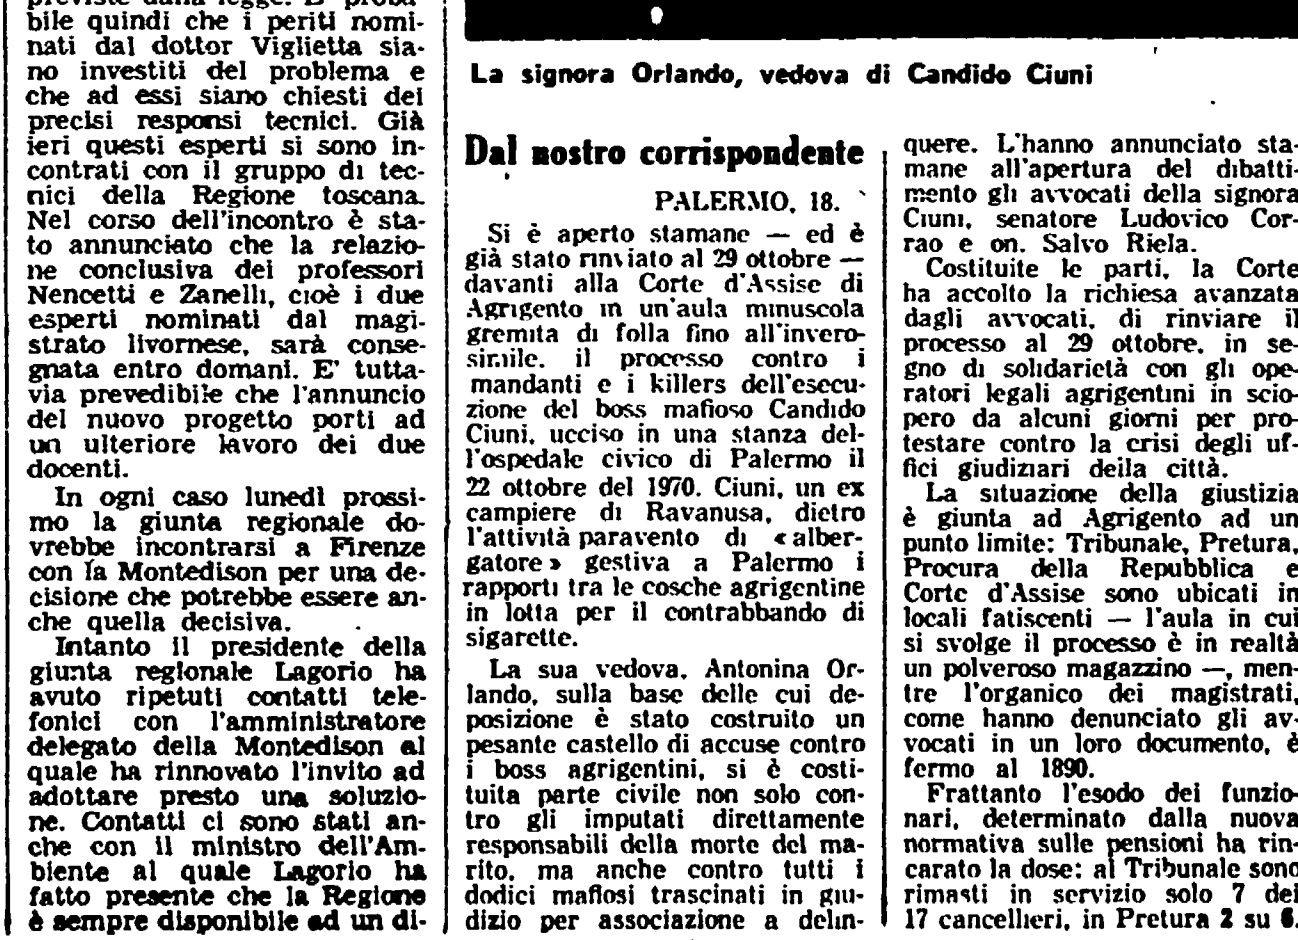 previste dalla legge. E' proba-
bile quindi che i periti nomi-
nati dal dottor Viglietta sia-
no investiti del problema e
che ad essi siano chiesti dei
precisi responsi tecnici. Già
ieri questi esperti si sono in-
contrati con il gruppo di tec-
nici della Regione toscana.
Nel corso dell'incontro è sta-
to annunciato che la relazio-
ne conclusiva dei professori
Nencetti e Zanelli, cioè i due
esperti nominati dal magi-
strato livornese, sarà conse-
gnata entro domani. E' tutta-
via prevedibile che l'annuncio
del nuovo progetto porti ad
un ulteriore lavoro dei due
docenti.
In ogni caso lunedì prossi-
mo la giunta regionale do-
vrebbe incontrarsi a Firenze
con la Montedison per una de-
cisione che potrebbe essere an-
che quella decisiva.
Intanto il presidente della
giunta regionale Lagorio ha
avuto ripetuti contatti tele-
fonici con l'amministratore
delegato della Montedison al
quale ha rinnovato l'invito ad
adottare presto una soluzio-
ne. Contatti ci sono stati an-
che con il ministro dell'Am-
biente al quale Lagorio ha
fatto presente che la Regione
è sempre disponibile ad un di-
La signora Orlando, vedova di Candido Ciuni
Dal nostro corrispondente
PALERMO, 18.
Si è aperto stamane — ed è
già stato rinviato al 29 ottobre —
davanti alla Corte d'Assise di
Agrigento in un'aula minuscola
gremita di folla fino all'invero-
simile, il processo contro i
mandanti e i killers dell'esecu-
zione del boss mafioso Candido
Ciuni, ucciso in una stanza del-
l'ospedale civico di Palermo il
22 ottobre del 1970. Ciuni, un ex
campiere di Ravanusa, dietro
l'attività paravento di « alber-
gatore » gestiva a Palermo i
rapporti tra le cosche agrigentine
in lotta per il contrabbando di
sigarette.
La sua vedova, Antonina Or-
lando, sulla base delle cui de-
posizione è stato costruito un
pesante castello di accuse contro
i boss agrigentini, si è costi-
tuita parte civile non solo con-
tro gli imputati direttamente
responsabili della morte del ma-
rito, ma anche contro tutti i
dodici mafiosi trascinati in giu-
dizio per associazione a delin-
quere. L'hanno annunciato sta-
mane all'apertura del dibatti-
mento gli avvocati della signora
Ciuni, senatore Ludovico Cor-
rao e on. Salvo Riela.
Costituite le parti, la Corte
ha accolto la richiesa avanzata
dagli avvocati, di rinviare il
processo al 29 ottobre, in se-
gno di solidarietà con gli ope-
ratori legali agrigentini in scio-
pero da alcuni giorni per pro-
testare contro la crisi degli uf-
fici giudiziari della città.
La situazione della giustizia
è giunta ad Agrigento ad un
punto limite: Tribunale, Pretura,
Procura della Repubblica e
Corte d'Assise sono ubicati in
locali fatiscenti — l'aula in cui
si svolge il processo è in realtà
un polveroso magazzino —, men-
tre l'organico dei magistrati,
come hanno denunciato gli av-
vocati in un loro documento, è
fermo al 1890.
Frattanto l'esodo dei funzio-
nari, determinato dalla nuova
normativa sulle pensioni ha rin-
carato la dose: al Tribunale sono
rimasti in servizio solo 7 dei
17 cancellieri, in Pretura 2 su 6.